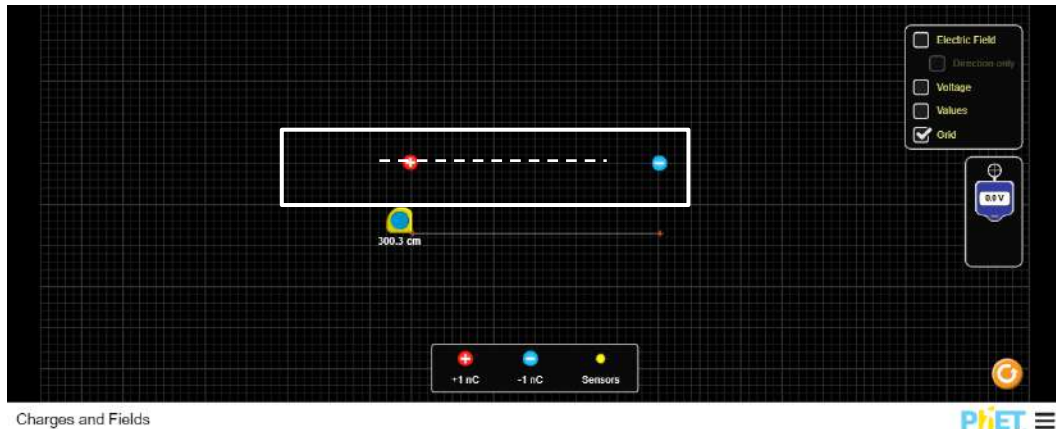 Electric Field
Direction only
Voltage
Values
Grid
0.0 V
300.3 cm
+1 nC
-1 nC
Sensors
Charges and Fields
PhET